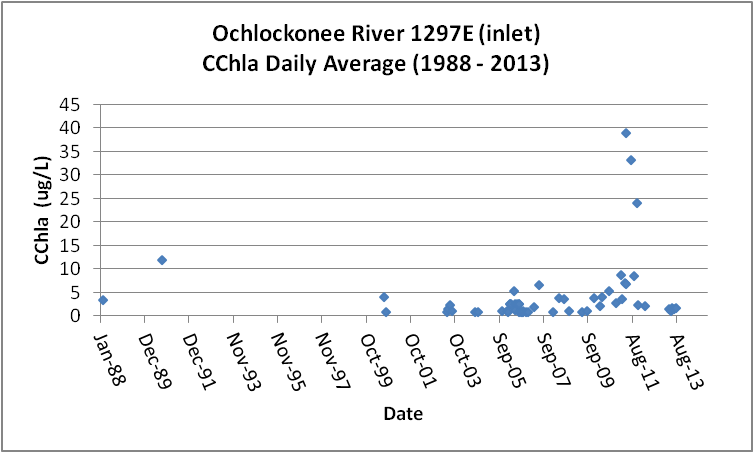 Ochlockonee River 1297E (inlet)
CChla Daily Average (1988 - 2013)
CChla (ug/L)
45
40
35
30
25
20
15
10
5
0
Jan-88
Dec-89
Dec-91
Nov-93
Nov-95
Nov-97
Oct-99
Oct-01
Oct-03
Sep-05
Sep-07
Sep-09
Aug-11
Aug-13
Date